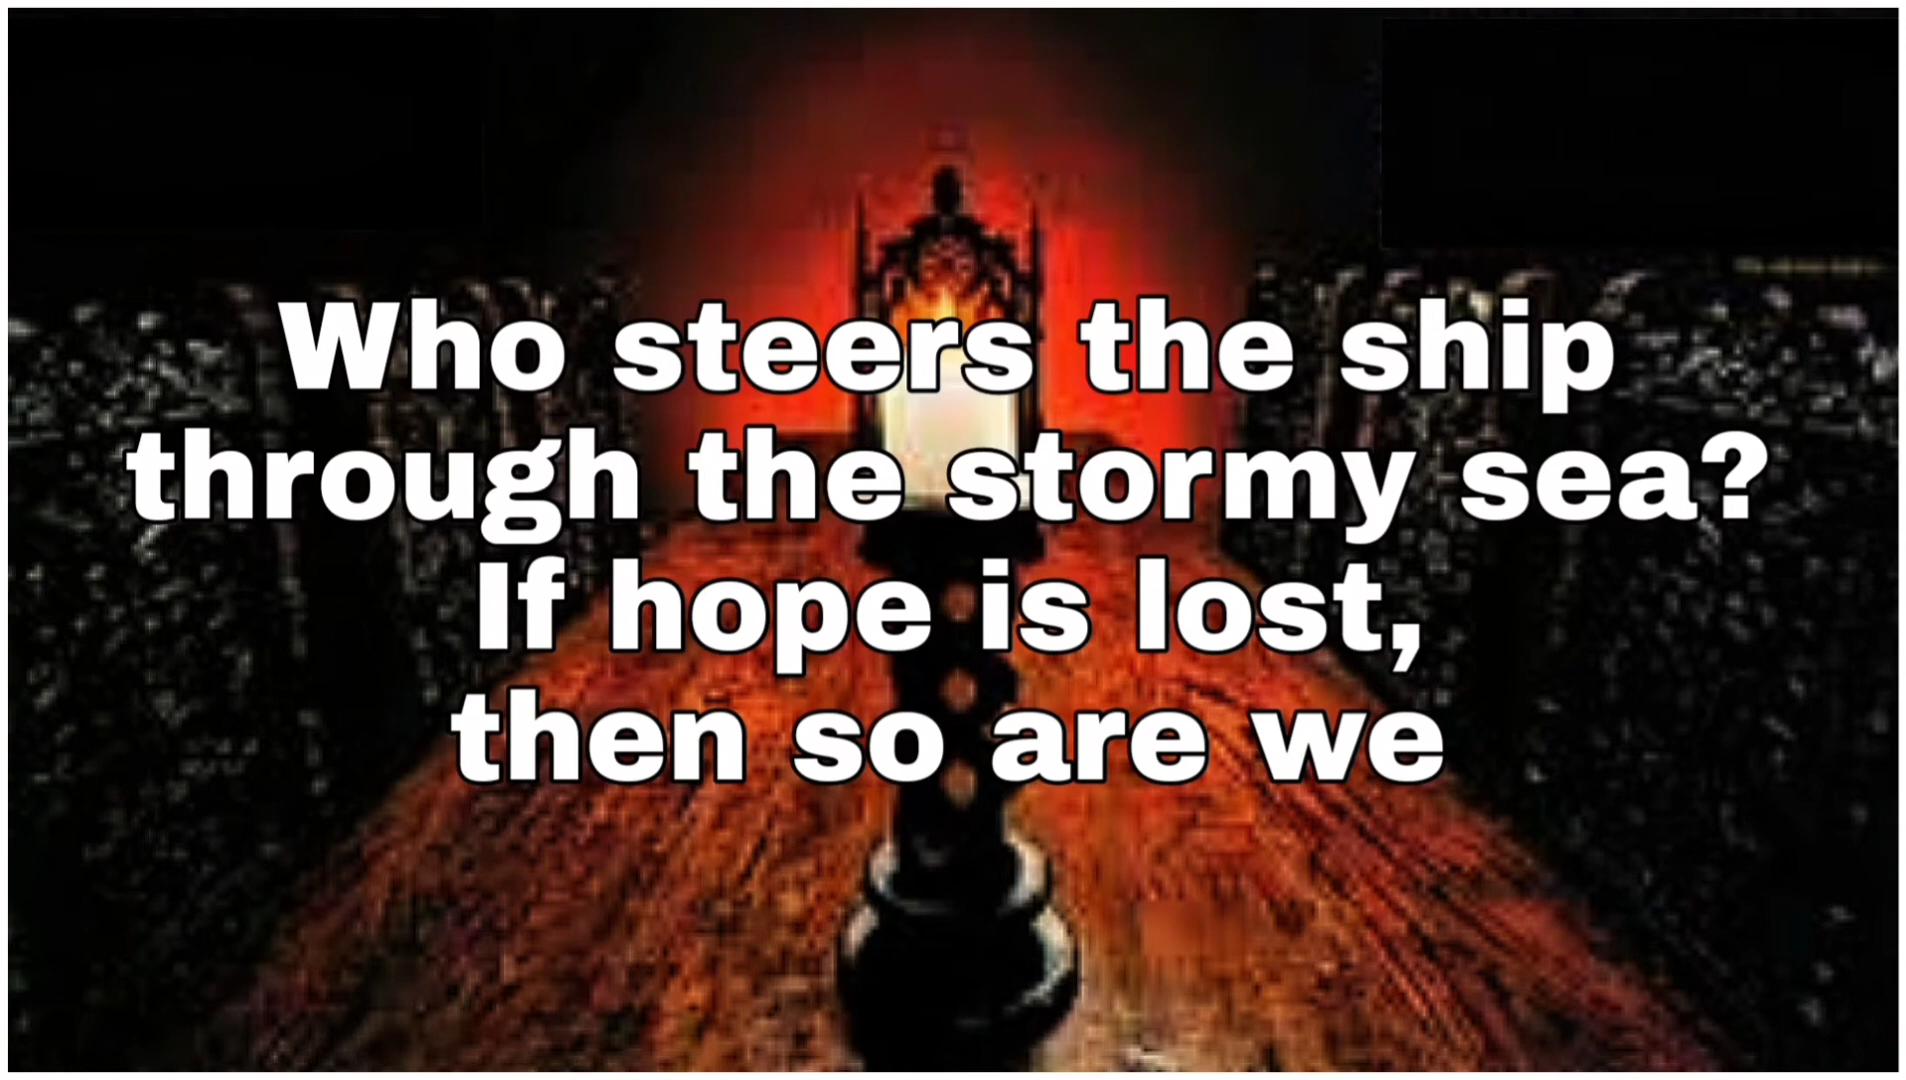 Who steers the ship
through the stormy sea?
If hope is lost,
then so are we